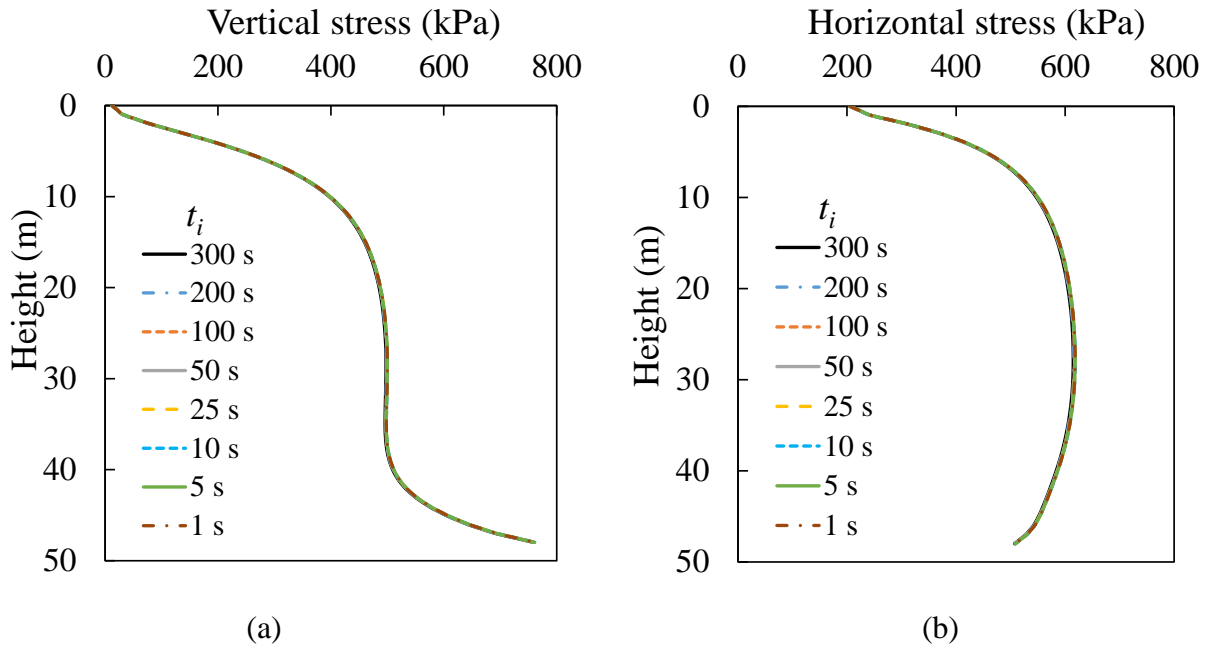 Vertical stress (kPa)
0 200 400 600 800
0
10
20
30
40
50
Height (m)
t_i
300 s
200 s
100 s
50 s
25 s
10 s
5 s
1 s
(a)
Horizontal stress (kPa)
0 200 400 600 800
0
10
20
30
40
50
Height (m)
t_i
300 s
200 s
100 s
50 s
25 s
10 s
5 s
1 s
(b)